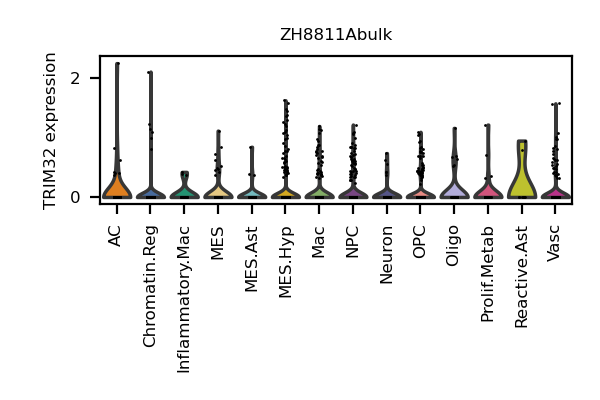 ZH8811Abulk
TRIM32 expression
2
0
AC
Chromatin.Reg
Inflammatory.Mac
MES
MES.Ast
MES.Hyp
Mac
NPC
Neuron
OPC
Oligo
Prolif.Metab
Reactive.Ast
Vasc